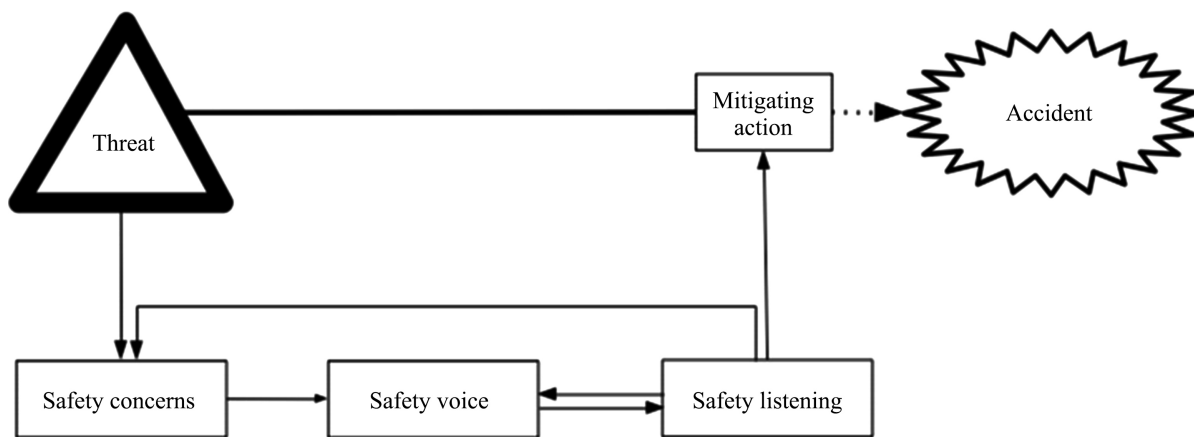 Threat
Mitigating
action
Accident
Safety concerns
Safety voice
Safety listening